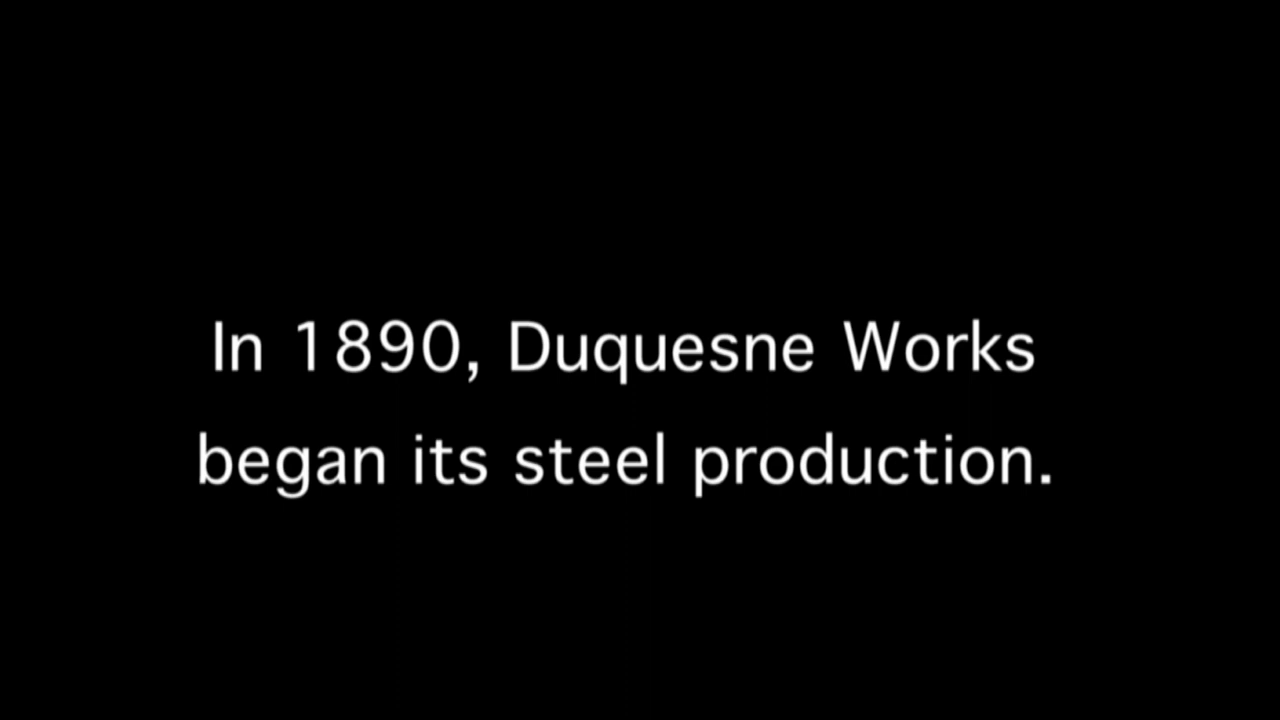 In 1890, Duquesne Works
began its steel production.